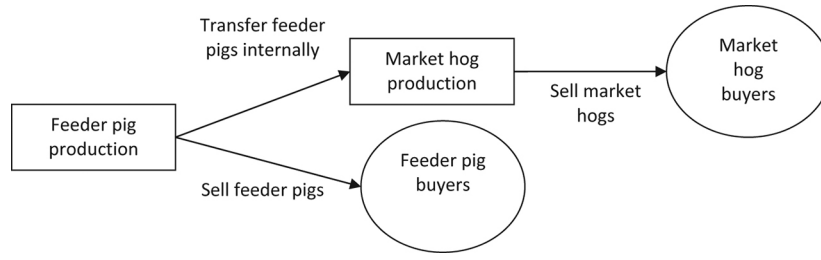 Transfer feeder
pigs internally
Market hog
production
Market
hog
buyers
Sell market
hogs
Feeder pig
production
Feeder pig
buyers
Sell feeder pigs